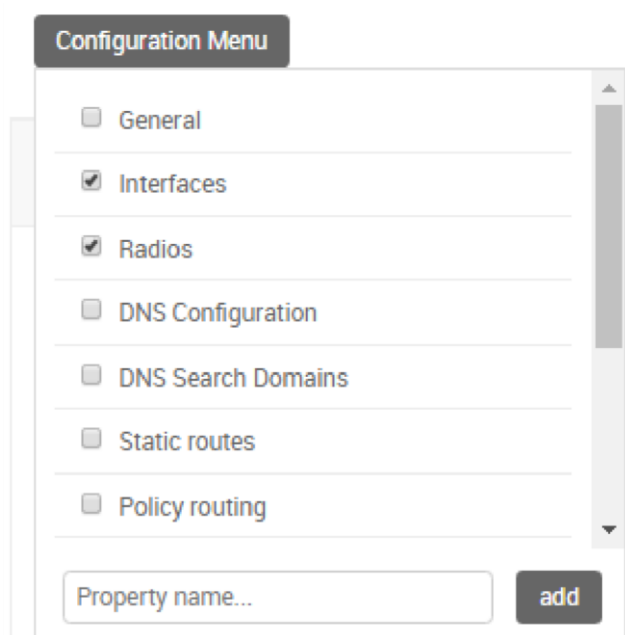 Configuration Menu
General
Interfaces
Radios
DNS Configuration
DNS Search Domains
Static routes
Policy routing
Property name...
add